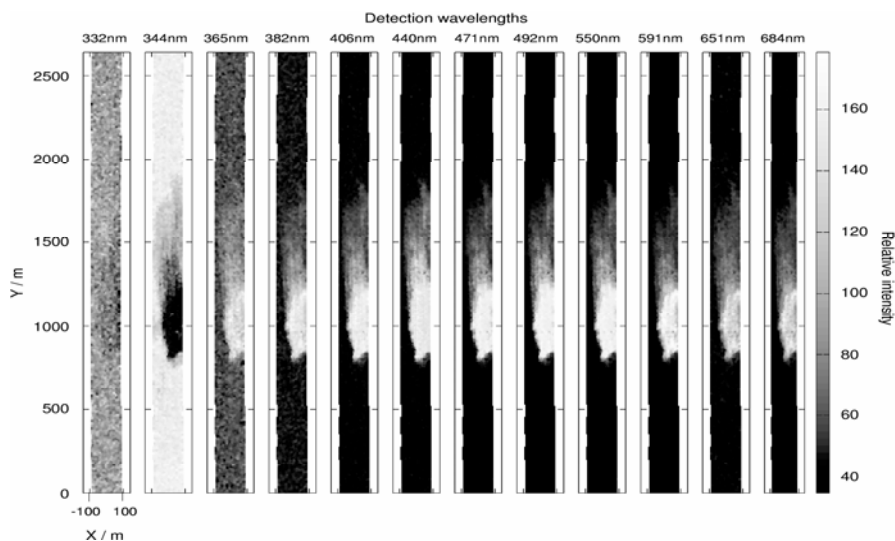 Detection wavelengths
332nm 344nm 365nm 382nm 406nm 440nm 471nm 492nm 550nm 591nm 651nm 684nm
2500
2000
1500
1000
500
0
Y / m
-100 100
X / m
160
140
120
100
80
60
40
Relative intensity